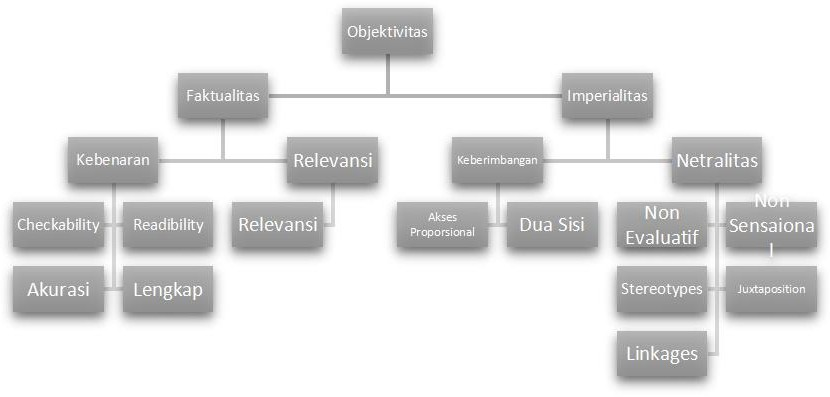 Objektivitas
Faktualitas
Imperialitas
Kebenaran
Relevansi
Keberimbangan
Netralitas
Checkability
Readibility
Relevansi
Akses
Proporsional
Dua Sisi
Non
Evaluatif
Non
Sensaiona
l
Akurasi
Lengkap
Stereotypes
Juxtaposition
Linkages